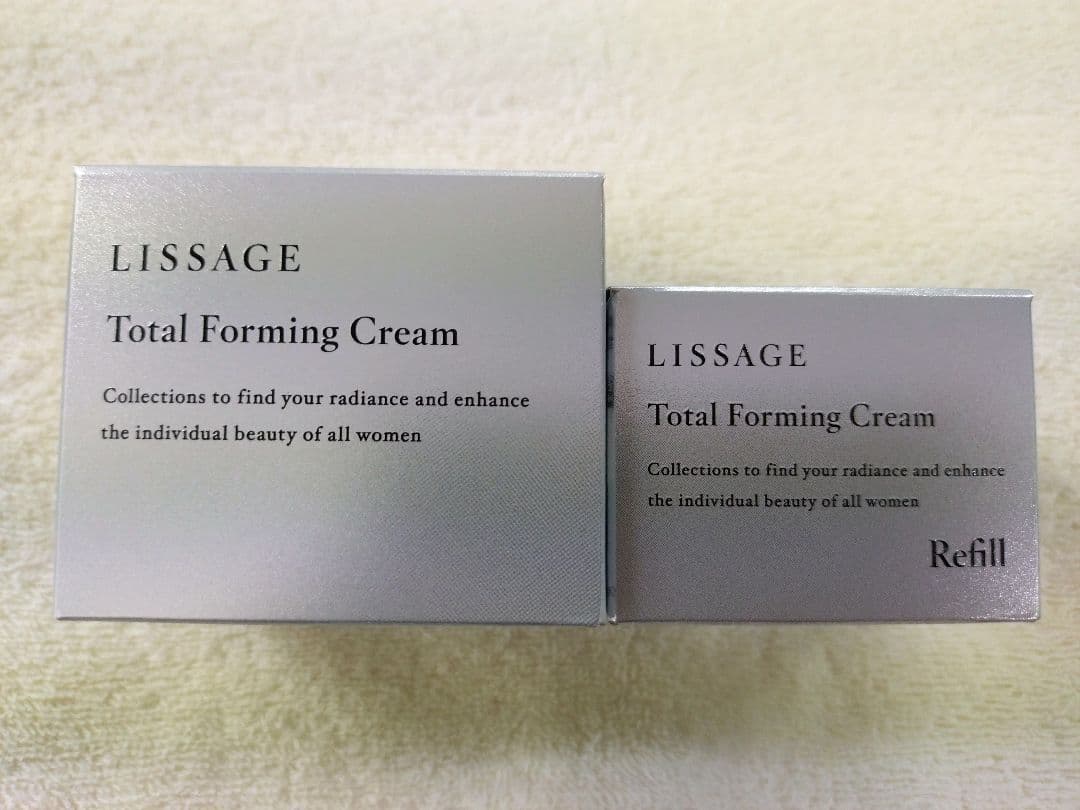 LISSAGE
Total Forming Cream
Collections to find your radiance and enhance
the individual beauty of all women
LISSAGE
Total Forming Cream
Collections to find your radiance and enhance
the individual beauty of all women
Refill